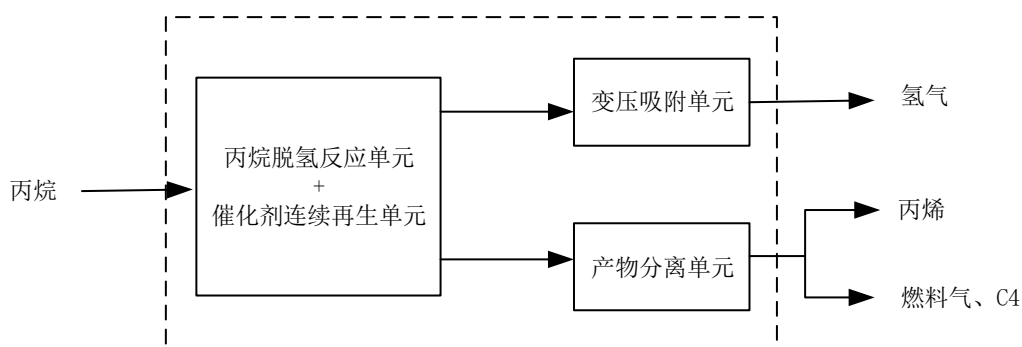 丙烷
丙烷脱氢反应单元
+
催化剂连续再生单元
变压吸附单元
氢气
产物分离单元
丙烯
燃料气、C4